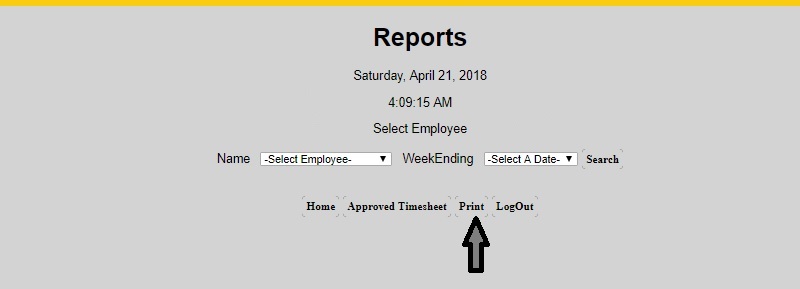 Reports
Saturday, April 21, 2018
4:09:15 AM
Select Employee
Name -Select Employee- WeekEnding -Select A Date- Search
Home Approved Timesheet Print LogOut